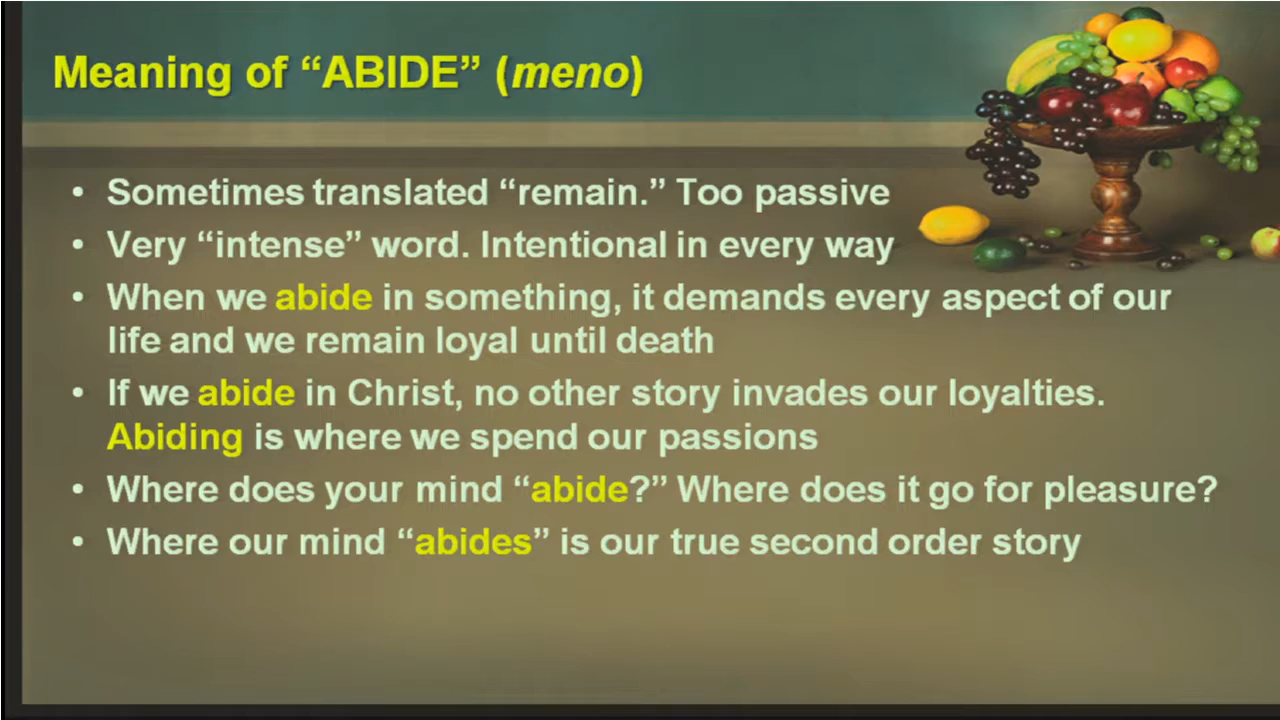 Meaning of “ABIDE” (meno)
• Sometimes translated “remain.” Too passive
• Very “intense” word. Intentional in every way
• When we abide in something, it demands every aspect of our
life and we remain loyal until death
• If we abide in Christ, no other story invades our loyalties.
Abiding is where we spend our passions
• Where does your mind “abide?” Where does it go for pleasure?
• Where our mind “abides” is our true second order story